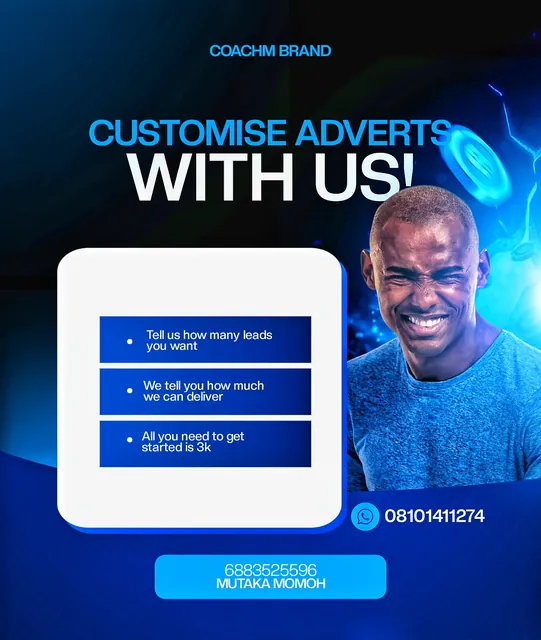 COACHM BRAND
CUSTOMISE ADVERTS
WITH US!
Tell us how many leads
you want
We tell you how much
we can deliver
All you need to get
started is 3k
08101411274
6883525596
MUTAKA MOMOH